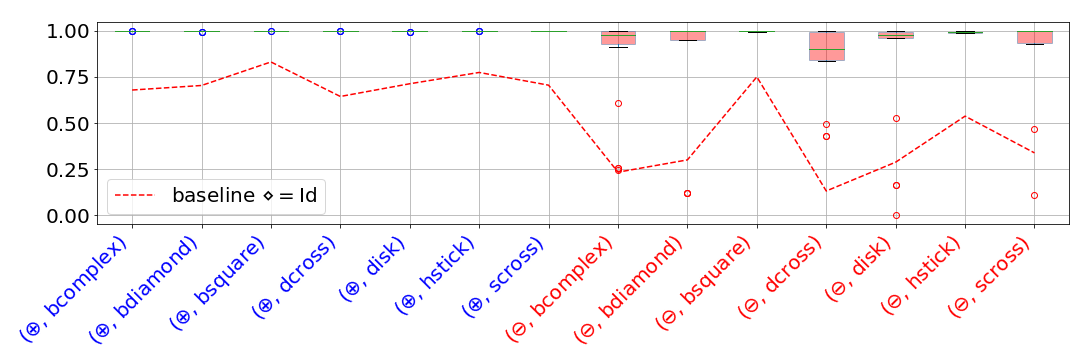 1.00
0.75
0.50
0.25
0.00
baseline ⋄ = Id
(⊕, bcomplex)
(⊕, bdiamond)
(⊕, bsquare)
(⊕, dcross)
(⊕, disk)
(⊕, hstick)
(⊕, scross)
(⊖, bcomplex)
(⊖, bdiamond)
(⊖, bsquare)
(⊖, dcross)
(⊖, disk)
(⊖, hstick)
(⊖, scross)